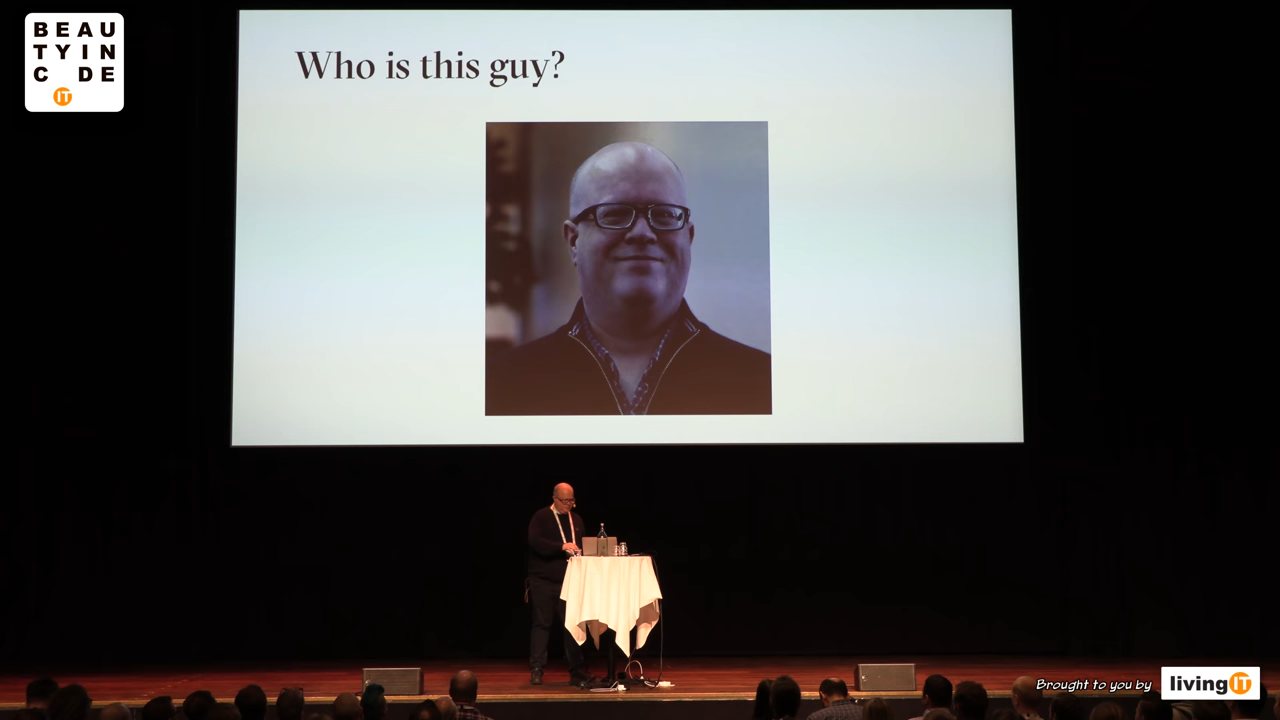 BEAU
TYIN
C DE
IT
Who is this guy?
Brought to you by
livingIT